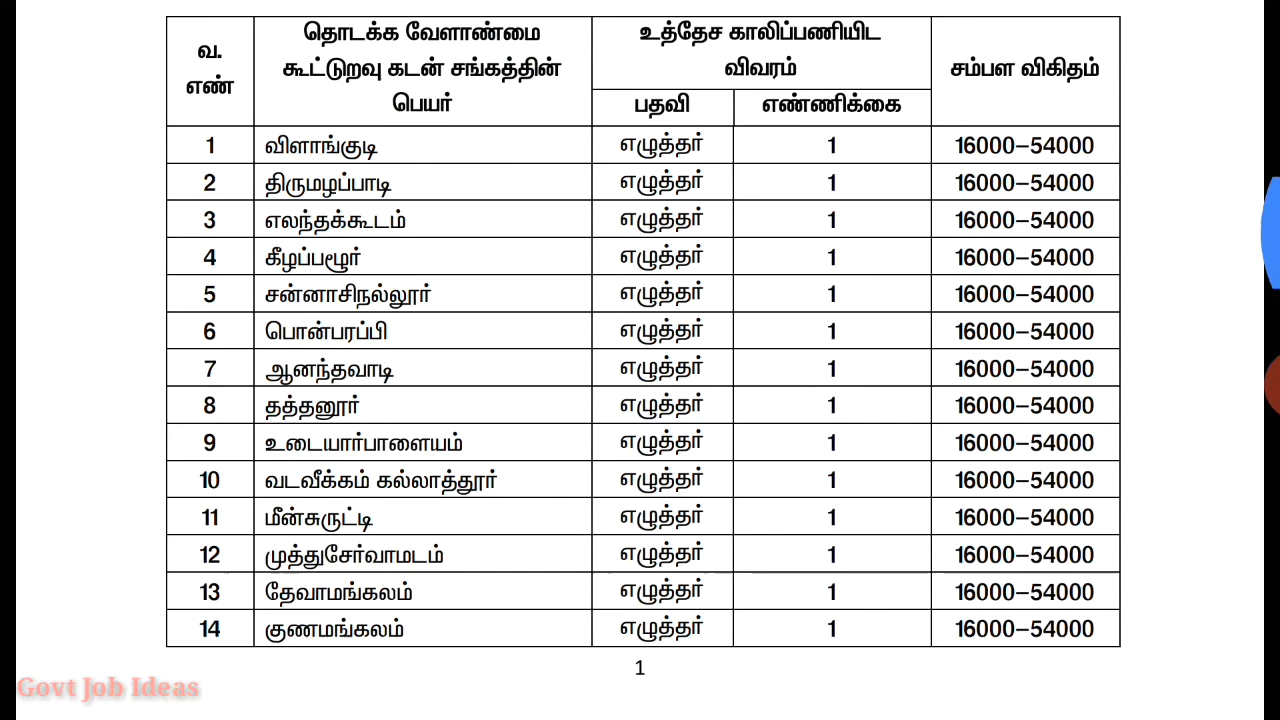 வ. எண்
தொடக்க வேளாண்மை கூட்டுறவு கடன் சங்கத்தின் பெயர்
உத்தேச காலிப்பணியிட விவரம்
சம்பள விகிதம்
பதவி எண்ணிக்கை
1 விளாங்குடி எழுத்தர் 1 16000–54000
2 திருமழப்பாடி எழுத்தர் 1 16000–54000
3 எலந்தக்கூடம் எழுத்தர் 1 16000–54000
4 கீழப்பழூர் எழுத்தர் 1 16000–54000
5 சன்னாசிநல்லூர் எழுத்தர் 1 16000–54000
6 பொன்பரப்பி எழுத்தர் 1 16000–54000
7 ஆனந்தவாடி எழுத்தர் 1 16000–54000
8 தத்தனூர் எழுத்தர் 1 16000–54000
9 உடையார்பாளையம் எழுத்தர் 1 16000–54000
10 வடவீக்கம் கல்லாத்தூர் எழுத்தர் 1 16000–54000
11 மீன்சுருட்டி எழுத்தர் 1 16000–54000
12 முத்துசேர்வாமடம் எழுத்தர் 1 16000–54000
13 தேவாமங்கலம் எழுத்தர் 1 16000–54000
14 குணமங்கலம் எழுத்தர் 1 16000–54000
1
Govt Job Ideas